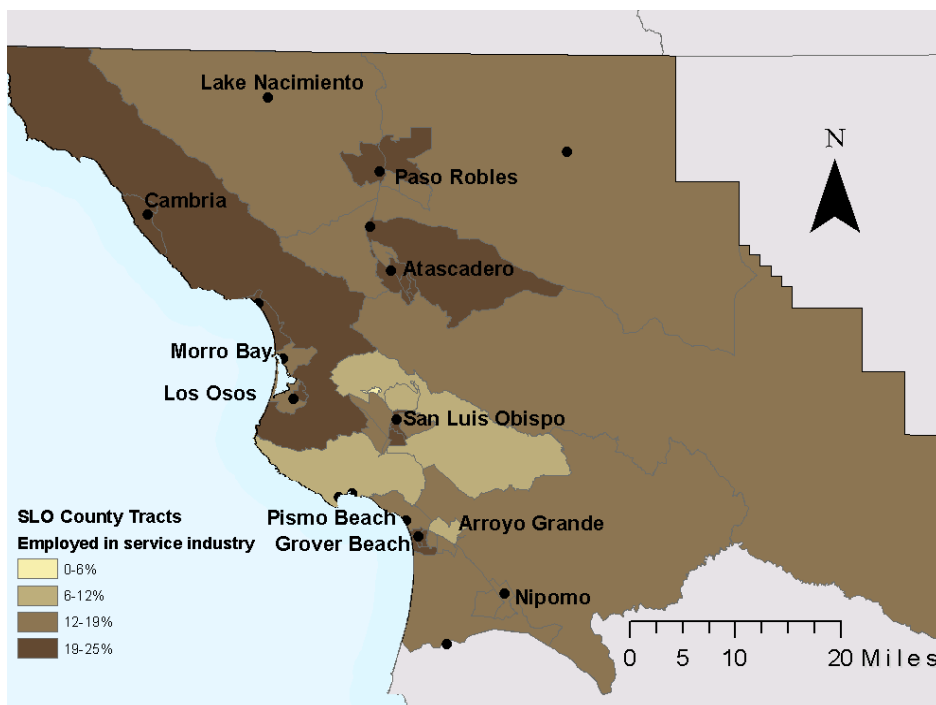 Lake Nacimiento
N
Paso Robles
Cambria
Atascadero
Morro Bay
Los Osos
San Luis Obispo
SLO County Tracts
Pismo Beach
Arroyo Grande
Employed in service industry
Grover Beach
0-6%
6-12%
Nipomo
12-19%
19-25%
0 5 10 20 Miles